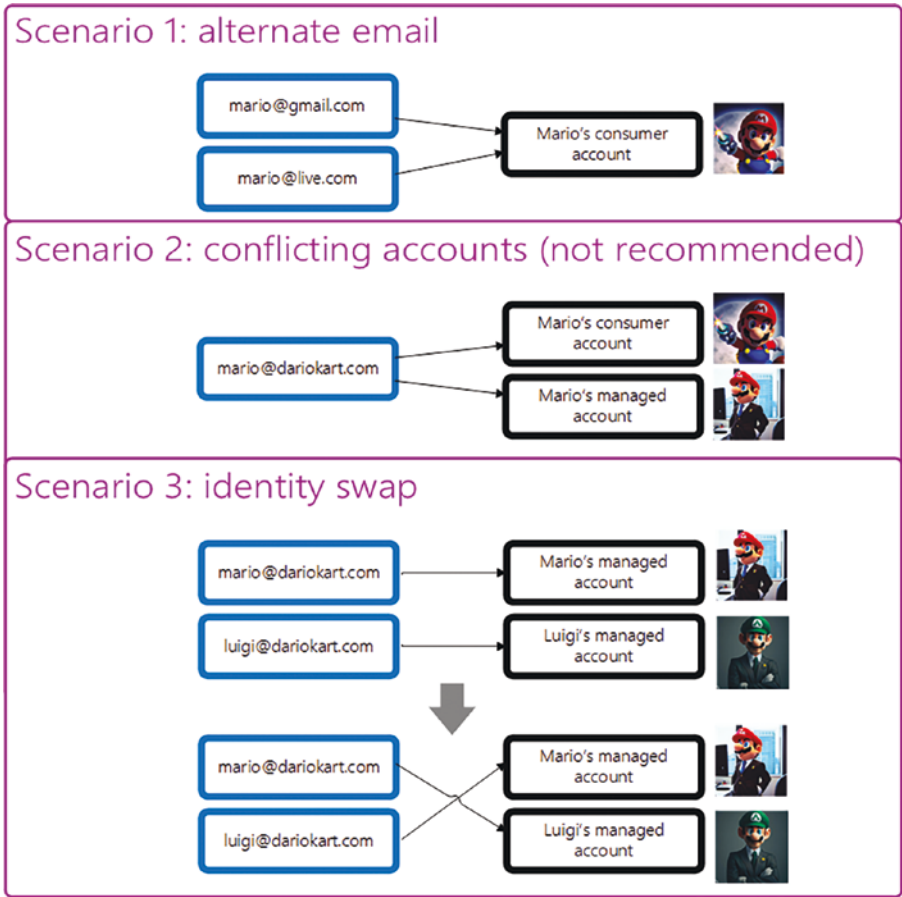 Scenario 1: alternate email
mario@gmail.com
mario@live.com
Mario's consumer
account
Scenario 2: conflicting accounts (not recommended)
mario@dariokart.com
Mario's consumer
account
Mario's managed
account
Scenario 3: identity swap
mario@dariokart.com
Mario's managed
account
luigi@dariokart.com
Luigi's managed
account
mario@dariokart.com
Mario's managed
account
luigi@dariokart.com
Luigi's managed
account